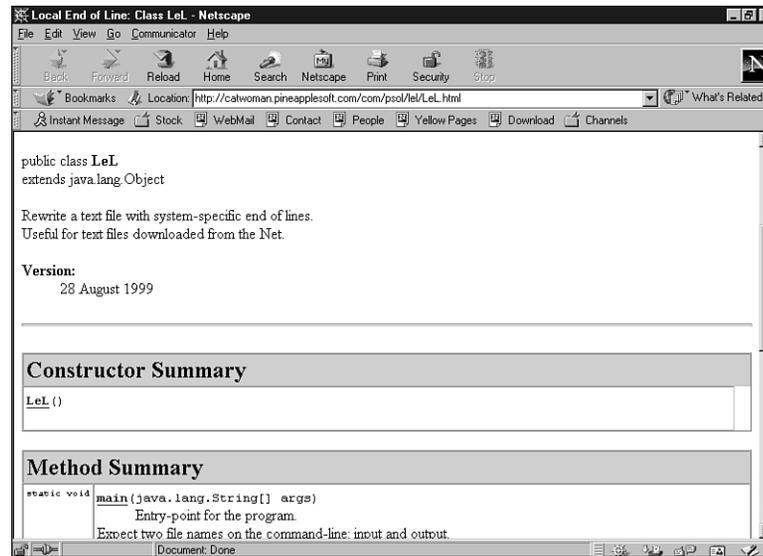 Local End of Line: Class LeL - Netscape
File Edit View Go Communicator Help
Back Forward Reload Home Search Netscape Print Security Stop
Bookmarks Location: http://catwoman.pineapplesoft.com/com/psol/lel/LeL.html What's Related
Instant Message Stock WebMail Contact People Yellow Pages Download Channels
public class LeL
extends java.lang.Object
Rewrite a text file with system-specific end of lines.
Useful for text files downloaded from the Net.
Version:
28 August 1999
Constructor Summary
LeL()
Method Summary
static void main(java.lang.String[] args)
Entry-point for the program.
Expect two file names on the command-line: input and output.
Document: Done